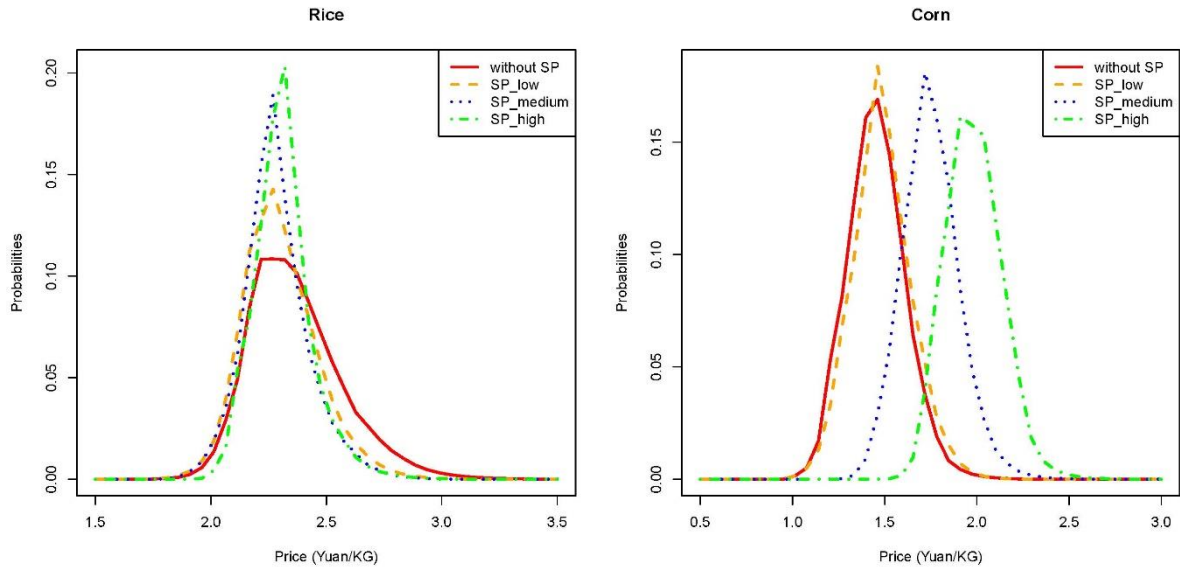 Rice
Probabilities
0.00
0.05
0.10
0.15
0.20
without SP
SP_low
SP_medium
SP_high
1.5 2.0 2.5 3.0 3.5
Price (Yuan/KG)
Corn
Probabilities
0.00
0.05
0.10
0.15
without SP
SP_low
SP_medium
SP_high
0.5 1.0 1.5 2.0 2.5 3.0
Price (Yuan/KG)